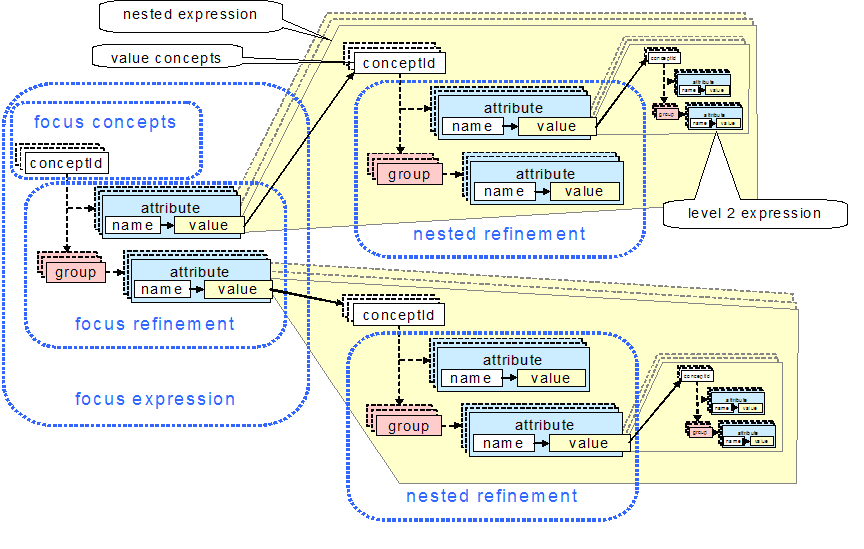 nested expression
value concepts
conceptId
attribute
name value
group
attribute
name value
nested refinement
conceptId
attribute
name value
group
attribute
name value
level 2 expression
focus concepts
conceptId
attribute
name value
group
attribute
name value
focus refinement
focus expression
conceptId
attribute
name value
group
attribute
name value
nested refinement
conceptId
attribute
name value
group
attribute
name value